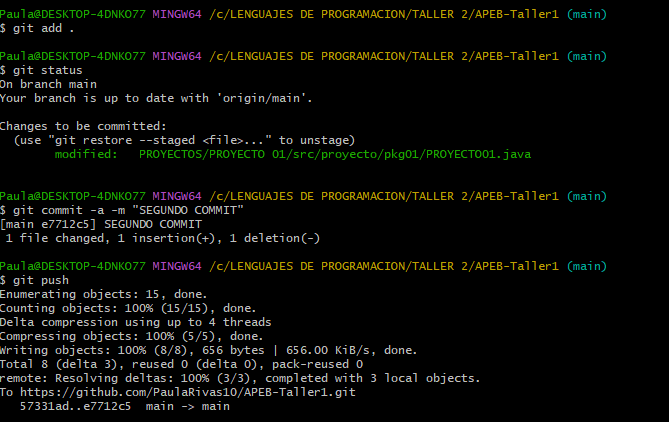 Paula@DESKTOP-4DNKO77 MINGW64 /c/LENGUAJES DE PROGRAMACION/TALLER 2/APEB-Taller1 (main)
$ git add .
Paula@DESKTOP-4DNKO77 MINGW64 /c/LENGUAJES DE PROGRAMACION/TALLER 2/APEB-Taller1 (main)
$ git status
On branch main
Your branch is up to date with 'origin/main'.
Changes to be committed:
  (use "git restore --staged <file>..." to unstage)
        modified:   PROYECTOS/PROYECTO 01/src/proyecto/pkg01/PROYECTO01.java
Paula@DESKTOP-4DNKO77 MINGW64 /c/LENGUAJES DE PROGRAMACION/TALLER 2/APEB-Taller1 (main)
$ git commit -a -m "SEGUNDO COMMIT"
[main e7712c5] SEGUNDO COMMIT
 1 file changed, 1 insertion(+), 1 deletion(-)
Paula@DESKTOP-4DNKO77 MINGW64 /c/LENGUAJES DE PROGRAMACION/TALLER 2/APEB-Taller1 (main)
$ git push
Enumerating objects: 15, done.
Counting objects: 100% (15/15), done.
Delta compression using up to 4 threads
Compressing objects: 100% (5/5), done.
Writing objects: 100% (8/8), 656 bytes | 656.00 KiB/s, done.
Total 8 (delta 3), reused 0 (delta 0), pack-reused 0
remote: Resolving deltas: 100% (3/3), completed with 3 local objects.
To https://github.com/PaulaRivas10/APEB-Taller1.git
   57331ad..e7712c5  main -> main